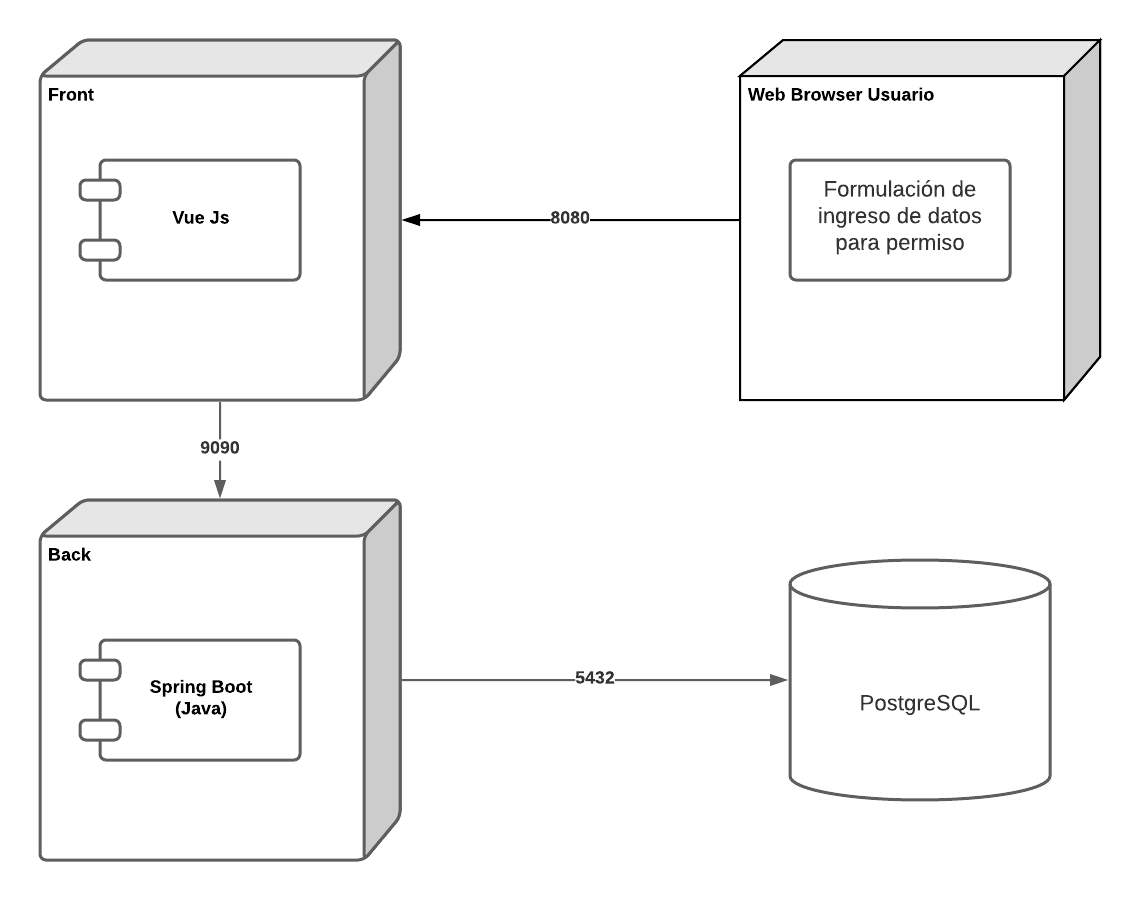 Front
Web Browser Usuario
Vue Js
Formulación de
ingreso de datos
para permiso
8080
9090
Back
Spring Boot
(Java)
5432
PostgreSQL